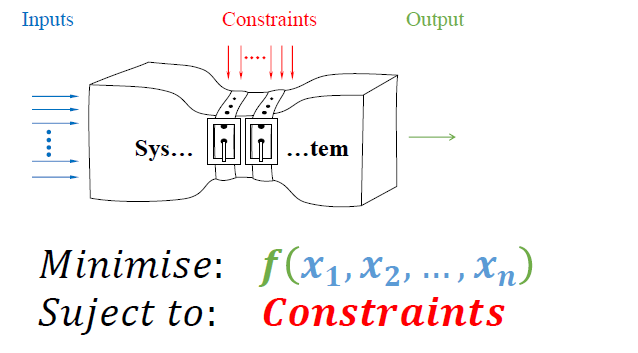 Inputs Constraints Output
Sys... ...tem
Minimise: f(x₁, x₂, ..., xₙ)
Suject to: Constraints